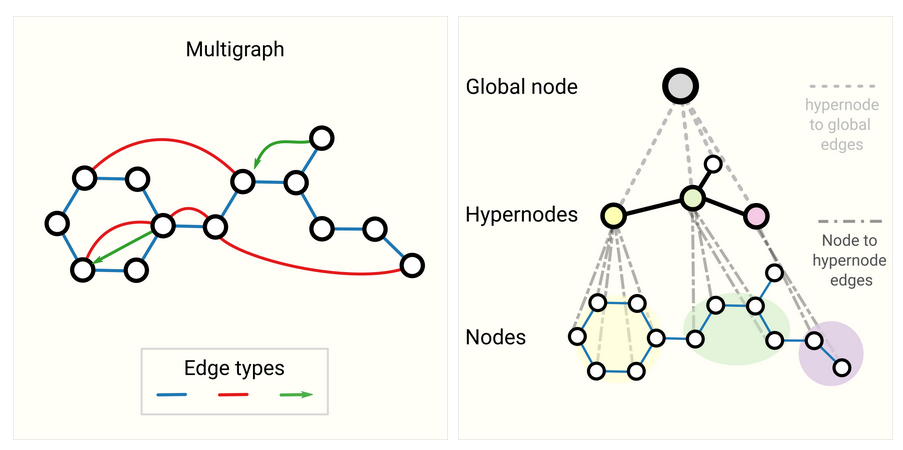 Multigraph
Edge types
Global node
hypernode
to global
edges
Hypernodes
Node to
hypernode
edges
Nodes